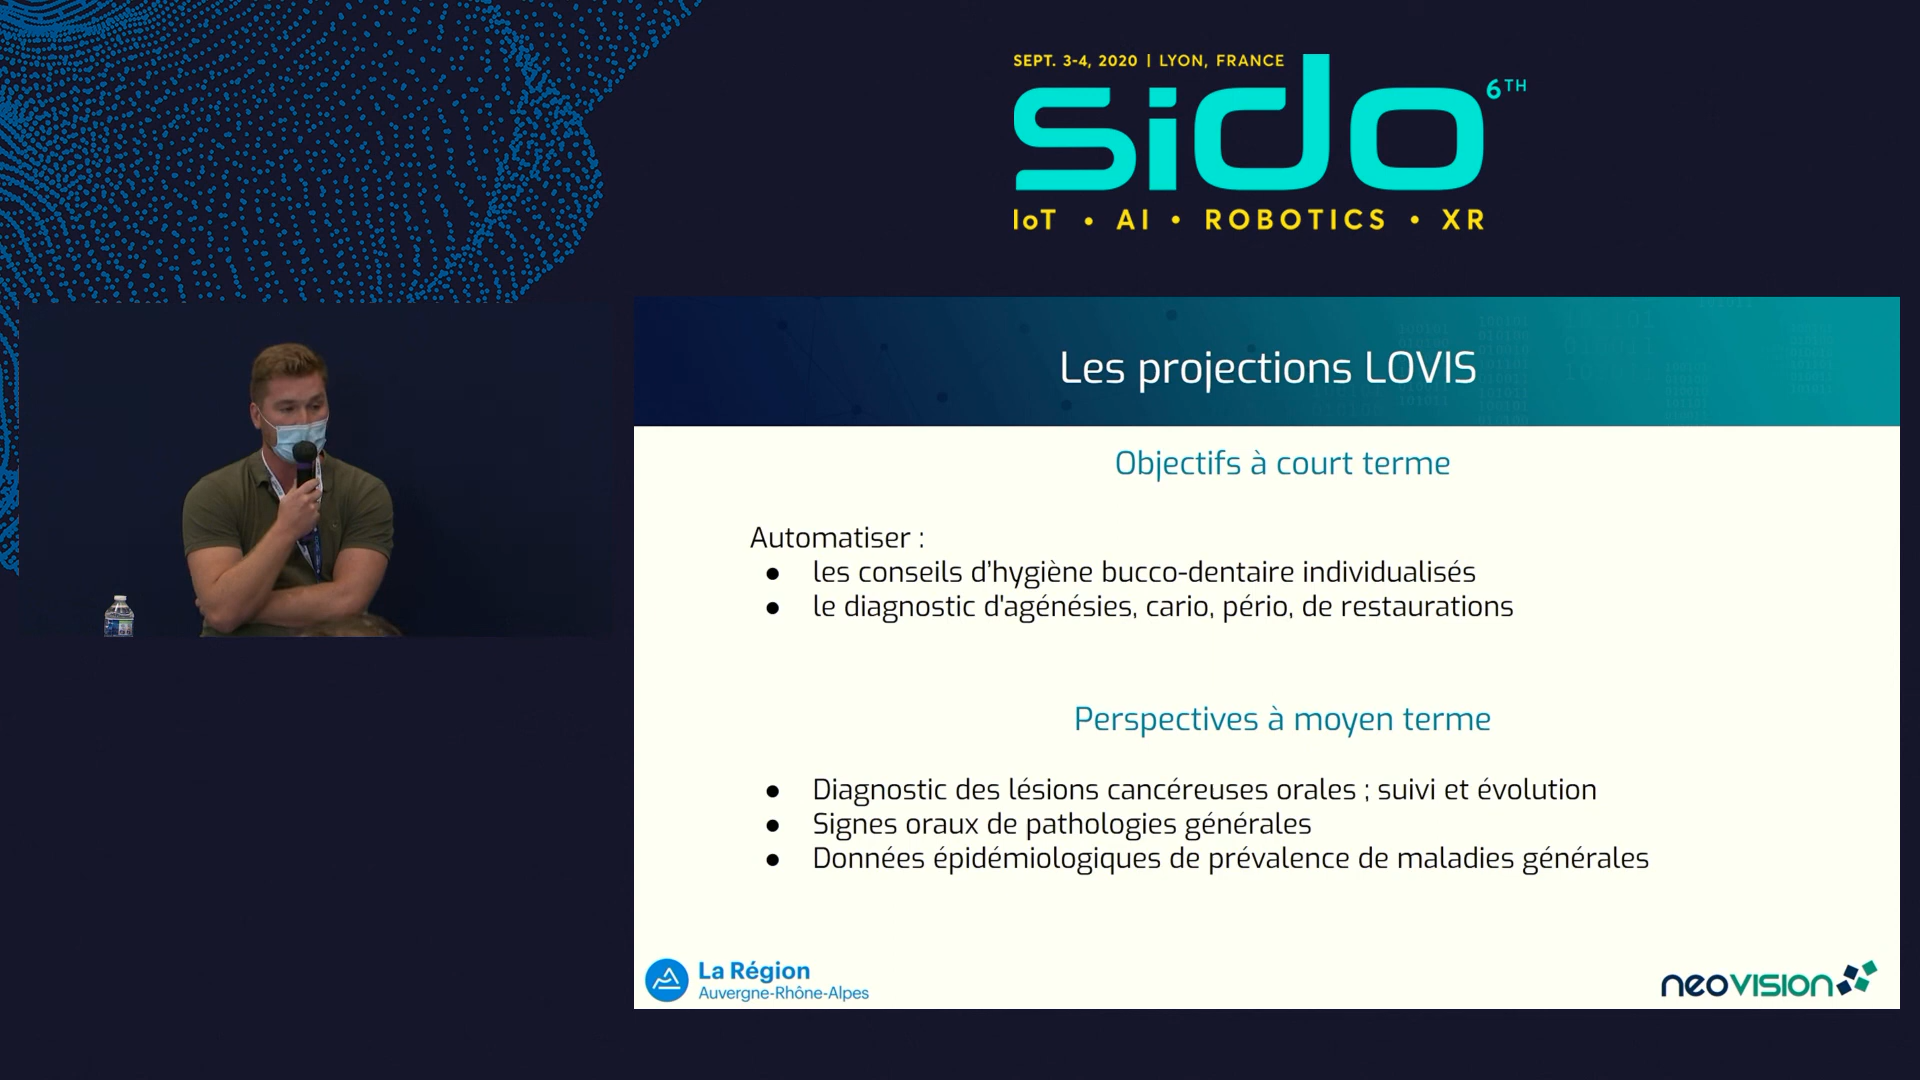 SEPT. 3-4, 2020 | LYON, FRANCE
sido 6TH
IoT • AI • ROBOTICS • XR
Les projections LOVIS
Objectifs à court terme
Automatiser :
● les conseils d’hygiène bucco-dentaire individualisés
● le diagnostic d'agénésies, cario, pério, de restaurations
Perspectives à moyen terme
● Diagnostic des lésions cancéreuses orales ; suivi et évolution
● Signes oraux de pathologies générales
● Données épidémiologiques de prévalence de maladies générales
La Région
Auvergne-Rhône-Alpes
neovision